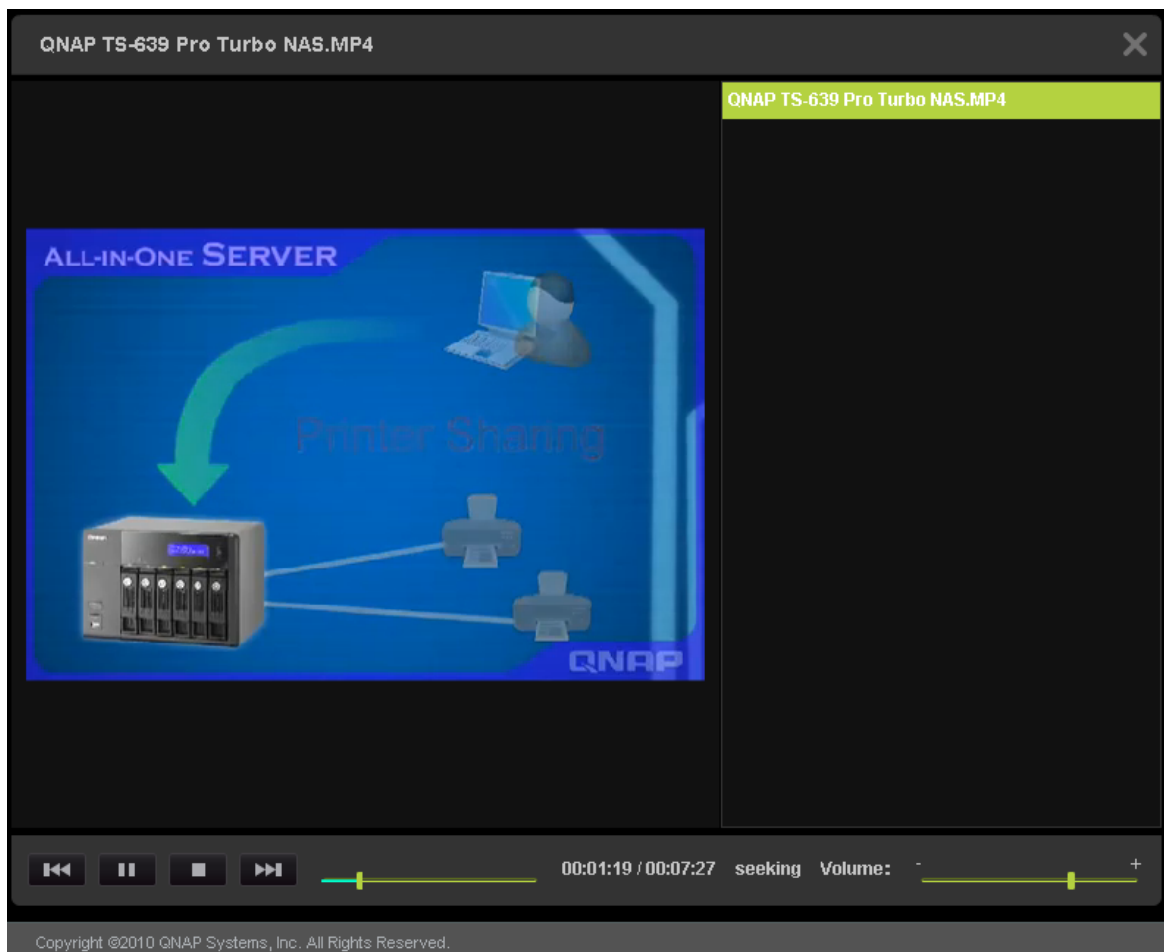 QNAP TS-639 Pro Turbo NAS.MP4
QNAP TS-639 Pro Turbo NAS.MP4
ALL-IN-ONE SERVER
Printer Sharing
QNAP
00:01:19 / 00:07:27 seeking Volume: - +
Copyright ©2010 QNAP Systems, Inc. All Rights Reserved.